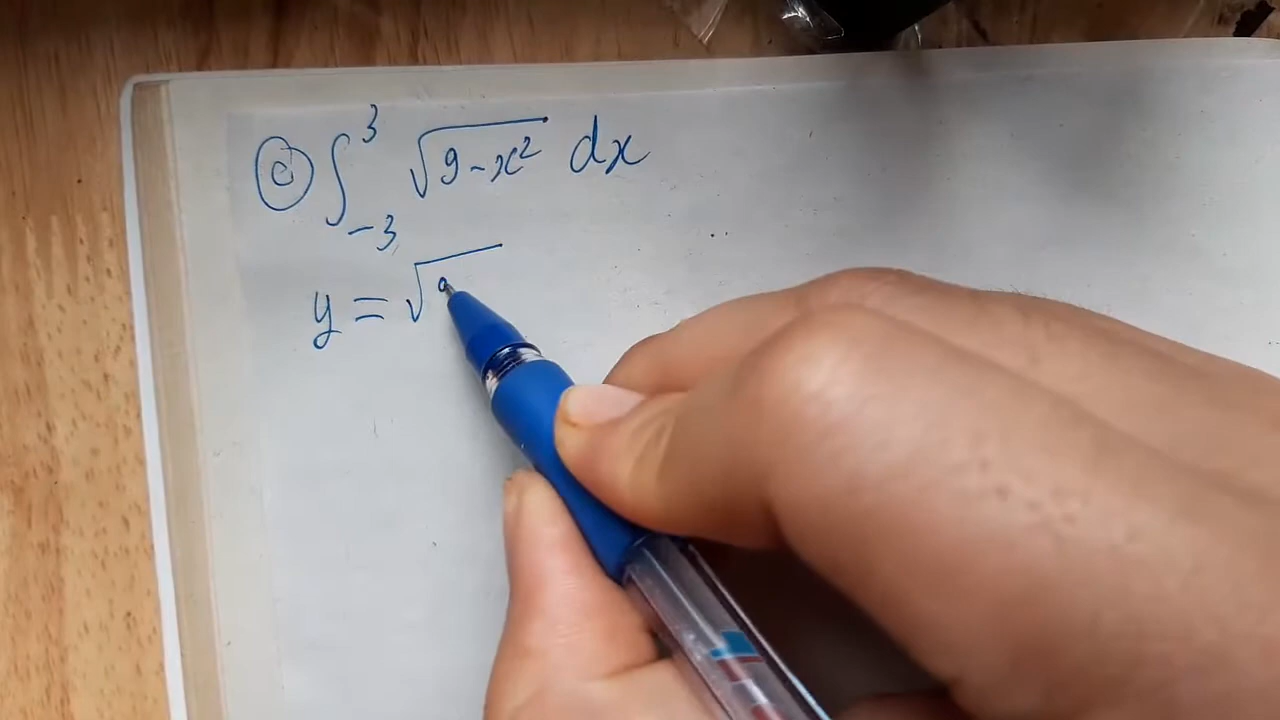 ⓒ ∫₋₃³ √(9-x²) dx
y = √9